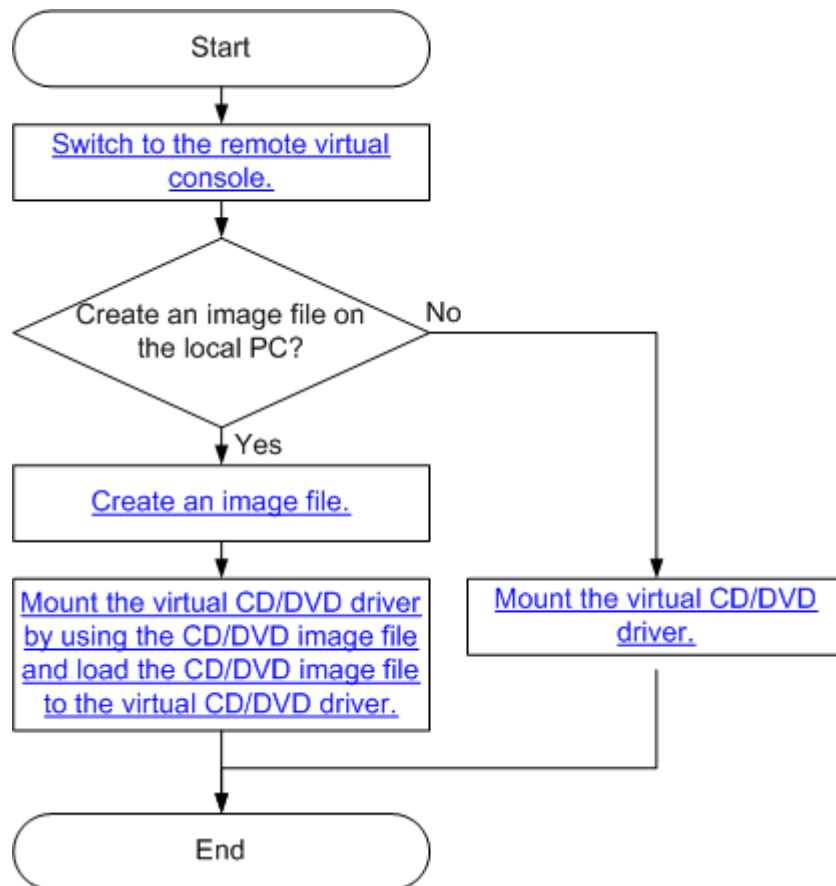 Start
Switch to the remote virtual
console.
Create an image file on
the local PC?
No
Yes
Create an image file.
Mount the virtual CD/DVD driver
by using the CD/DVD image file
and load the CD/DVD image file
to the virtual CD/DVD driver.
Mount the virtual CD/DVD
driver.
End